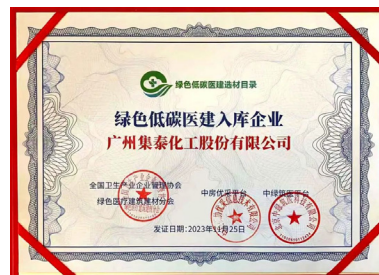 绿色低碳医建选材目录
绿色低碳医建入库企业
广州集泰化工股份有限公司
全国卫生产业企业管理协会 中房优采平台 中绿筑医平台
绿色医疗建筑建材分会
发证日期:2023年11月25日